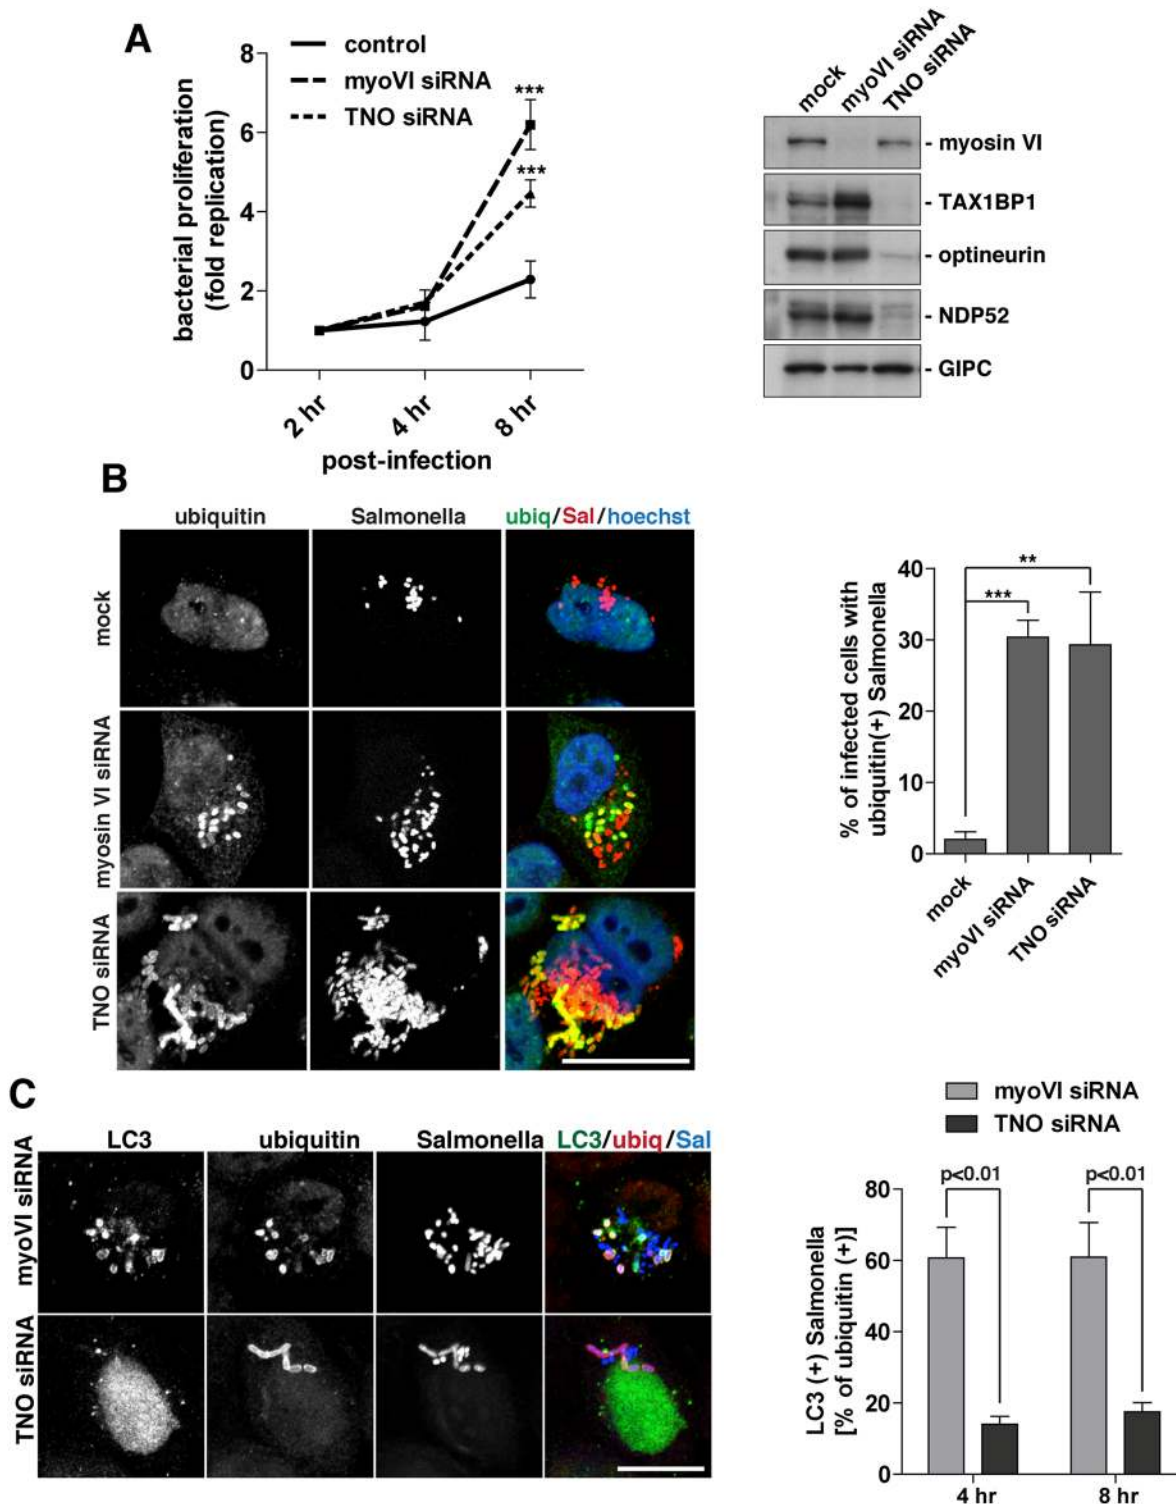 A
control
myoVI siRNA
TNO siRNA
***
***
bacterial proliferation
(fold replication)
8
6
4
2
0
2 hr
4 hr
8 hr
post-infection
mock
myoVI siRNA
TNO siRNA
- myosin VI
- TAX1BP1
- optineurin
- NDP52
- GIPC
B
ubiquitin
Salmonella
ubiq/Sal/hoechst
mock
myosin VI siRNA
TNO siRNA
% of infected cells with
ubiquitin(+) Salmonella
40
30
20
10
0
**
***
mock
myoVI siRNA
TNO siRNA
C
LC3
ubiquitin
Salmonella
LC3/ubiq/Sal
myoVI siRNA
TNO siRNA
myoVI siRNA
TNO siRNA
LC3 (+) Salmonella
[% of ubiquitin (+)]
80
60
40
20
0
p<0.01
p<0.01
4 hr
8 hr